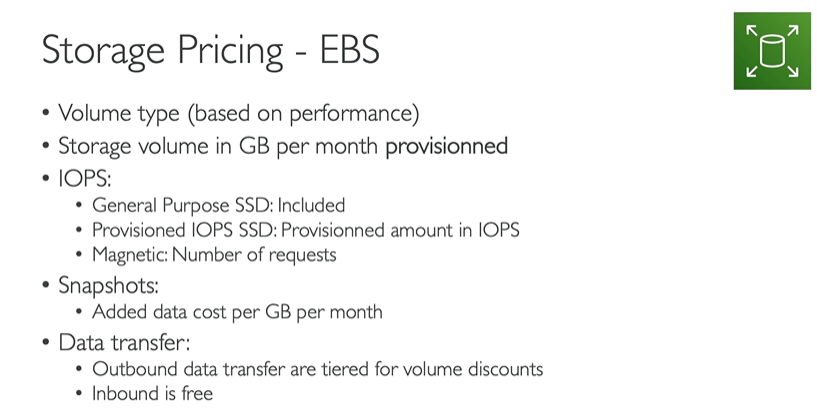 Storage Pricing - EBS
• Volume type (based on performance)
• Storage volume in GB per month provisionned
• IOPS:
• General Purpose SSD: Included
• Provisioned IOPS SSD: Provisionned amount in IOPS
• Magnetic: Number of requests
• Snapshots:
• Added data cost per GB per month
• Data transfer:
• Outbound data transfer are tiered for volume discounts
• Inbound is free